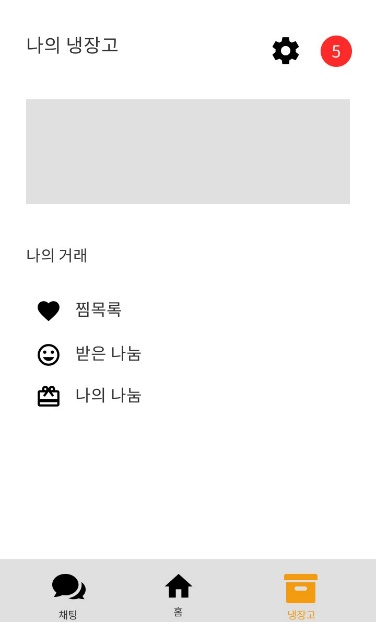 나의 냉장고
5
나의 거래
찜목록
받은 나눔
나의 나눔
채팅
홈
냉장고